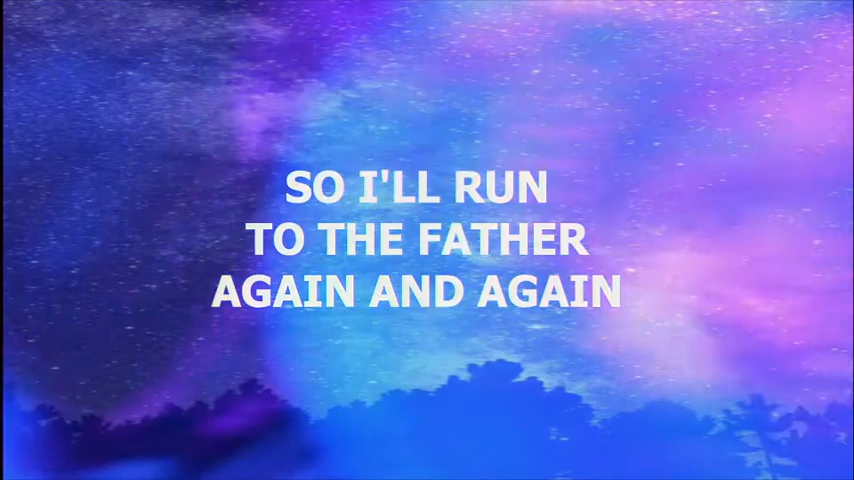 SO I'LL RUN
TO THE FATHER
AGAIN AND AGAIN